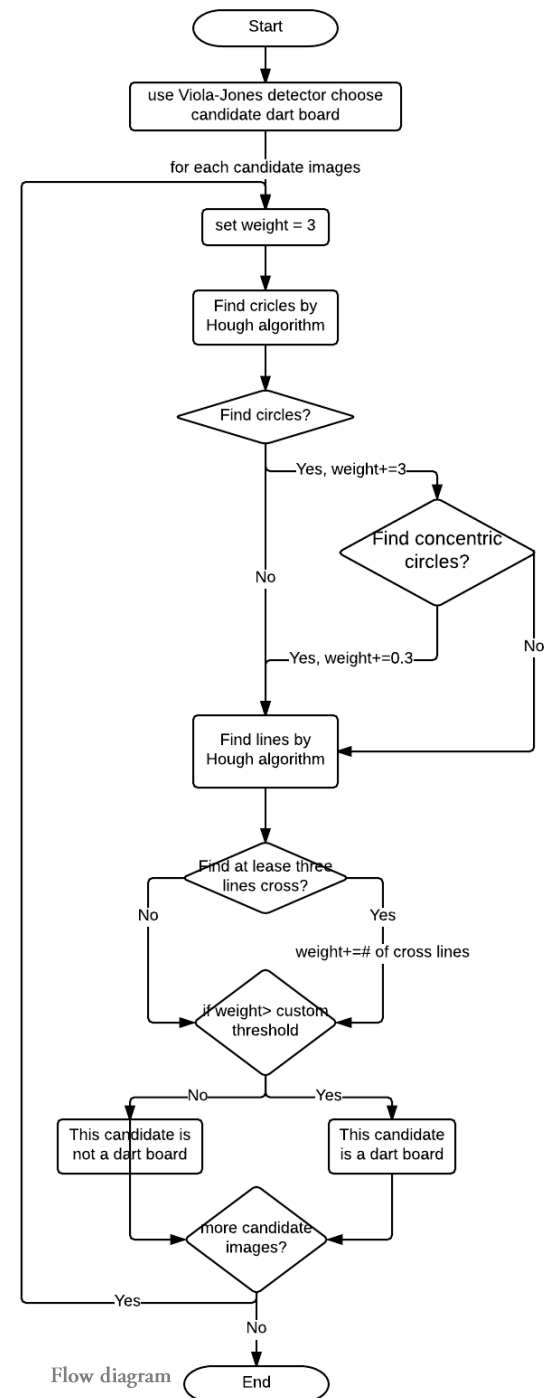 Start
use Viola-Jones detector choose
candidate dart board
for each candidate images
set weight = 3
Find cricles by
Hough algorithm
Find circles?
Yes, weight+=3
Find concentric
circles?
No
No
Yes, weight+=0.3
Find lines by
Hough algorithm
Find at lease three
lines cross?
No
Yes
weight+=# of cross lines
if weight> custom
threshold
No
Yes
This candidate is
not a dart board
This candidate
is a dart board
more candidate
images?
Yes
No
Flow diagram
End